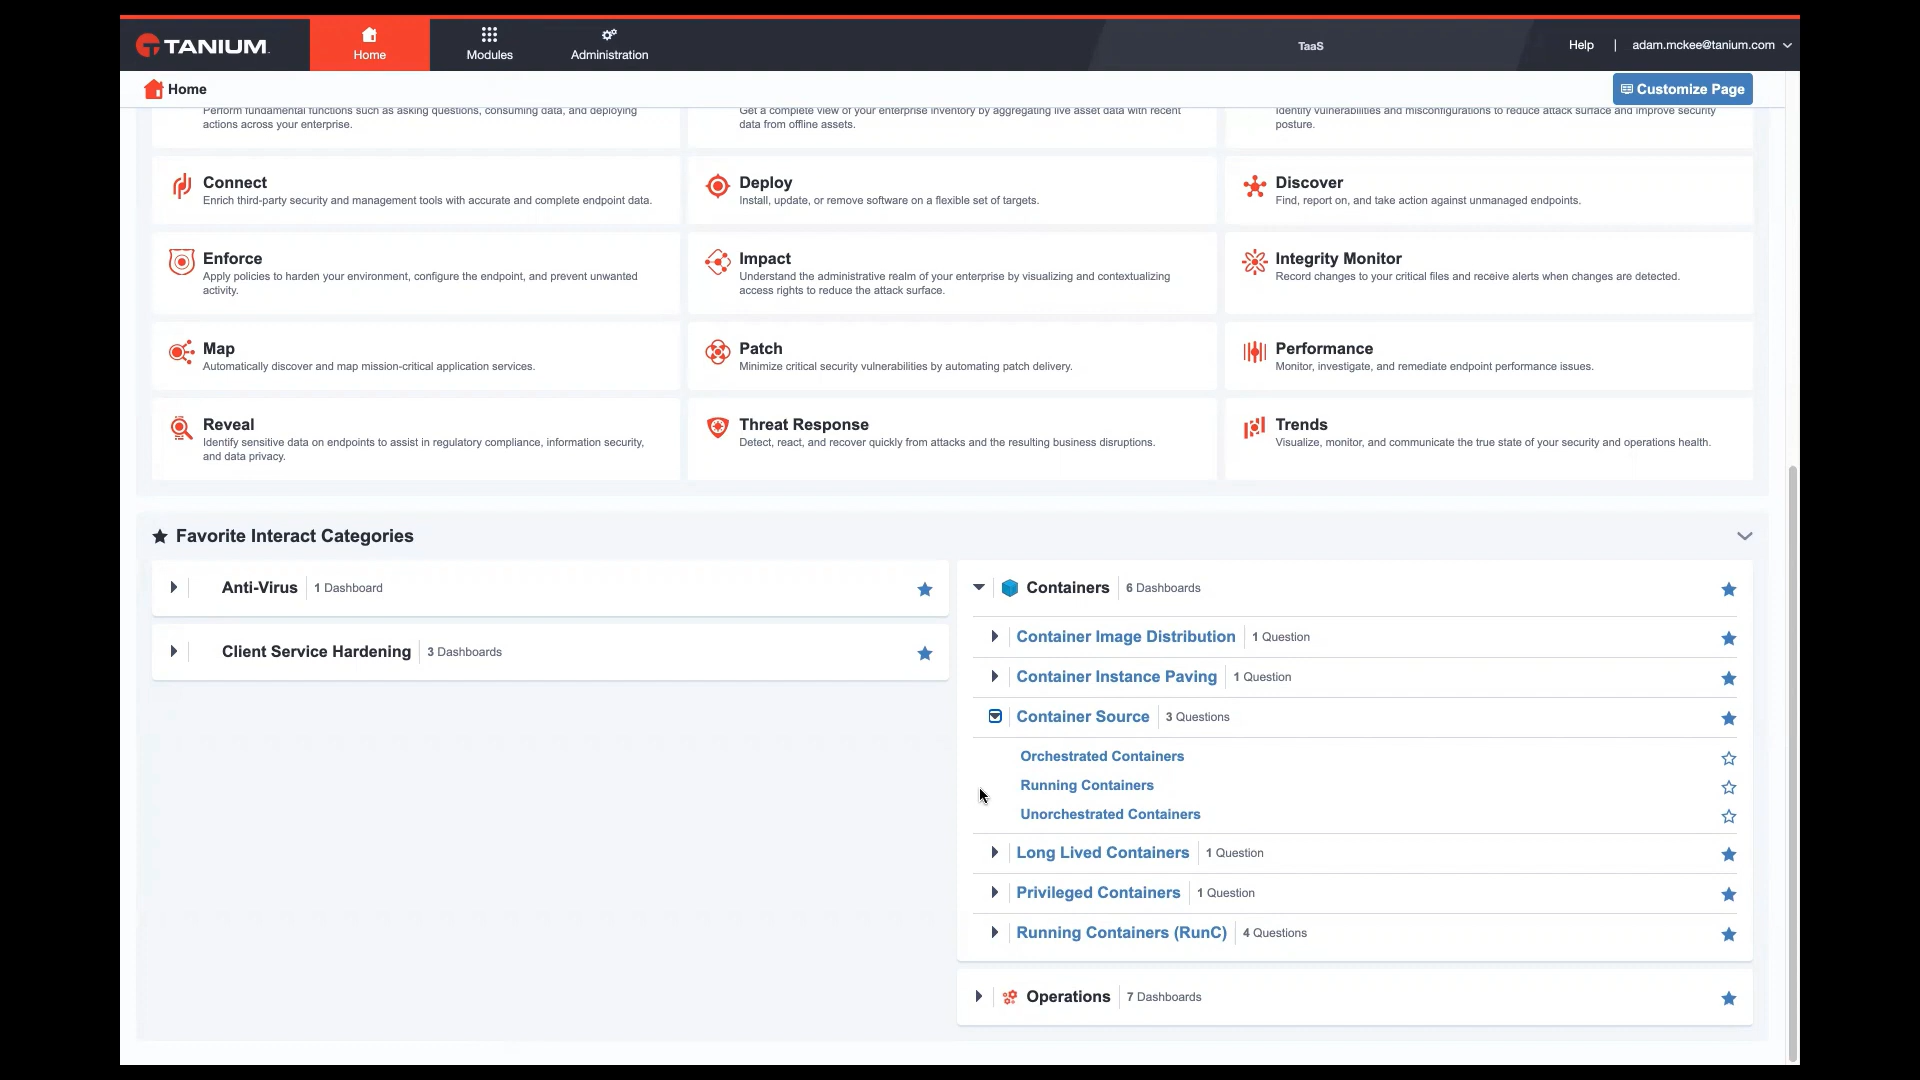 TANIUM
Home
Modules
Administration
TaaS
Help | adam.mckee@tanium.com
Home
Customize Page
Perform fundamental functions such as asking questions, consuming data, and deploying
actions across your enterprise.
Get a complete view of your enterprise inventory by aggregating live asset data with recent
data from offline assets.
Identify vulnerabilities and misconfigurations to reduce attack surface and improve security
posture.
Connect
Enrich third-party security and management tools with accurate and complete endpoint data.
Deploy
Install, update, or remove software on a flexible set of targets.
Discover
Find, report on, and take action against unmanaged endpoints.
Enforce
Apply policies to harden your environment, configure the endpoint, and prevent unwanted
activity.
Impact
Understand the administrative realm of your enterprise by visualizing and contextualizing
access rights to reduce the attack surface.
Integrity Monitor
Record changes to your critical files and receive alerts when changes are detected.
Map
Automatically discover and map mission-critical application services.
Patch
Minimize critical security vulnerabilities by automating patch delivery.
Performance
Monitor, investigate, and remediate endpoint performance issues.
Reveal
Identify sensitive data on endpoints to assist in regulatory compliance, information security,
and data privacy.
Threat Response
Detect, react, and recover quickly from attacks and the resulting business disruptions.
Trends
Visualize, monitor, and communicate the true state of your security and operations health.
Favorite Interact Categories
Anti-Virus 1 Dashboard
Client Service Hardening 3 Dashboards
Containers 6 Dashboards
Container Image Distribution 1 Question
Container Instance Paving 1 Question
Container Source 3 Questions
Orchestrated Containers
Running Containers
Unorchestrated Containers
Long Lived Containers 1 Question
Privileged Containers 1 Question
Running Containers (RunC) 4 Questions
Operations 7 Dashboards